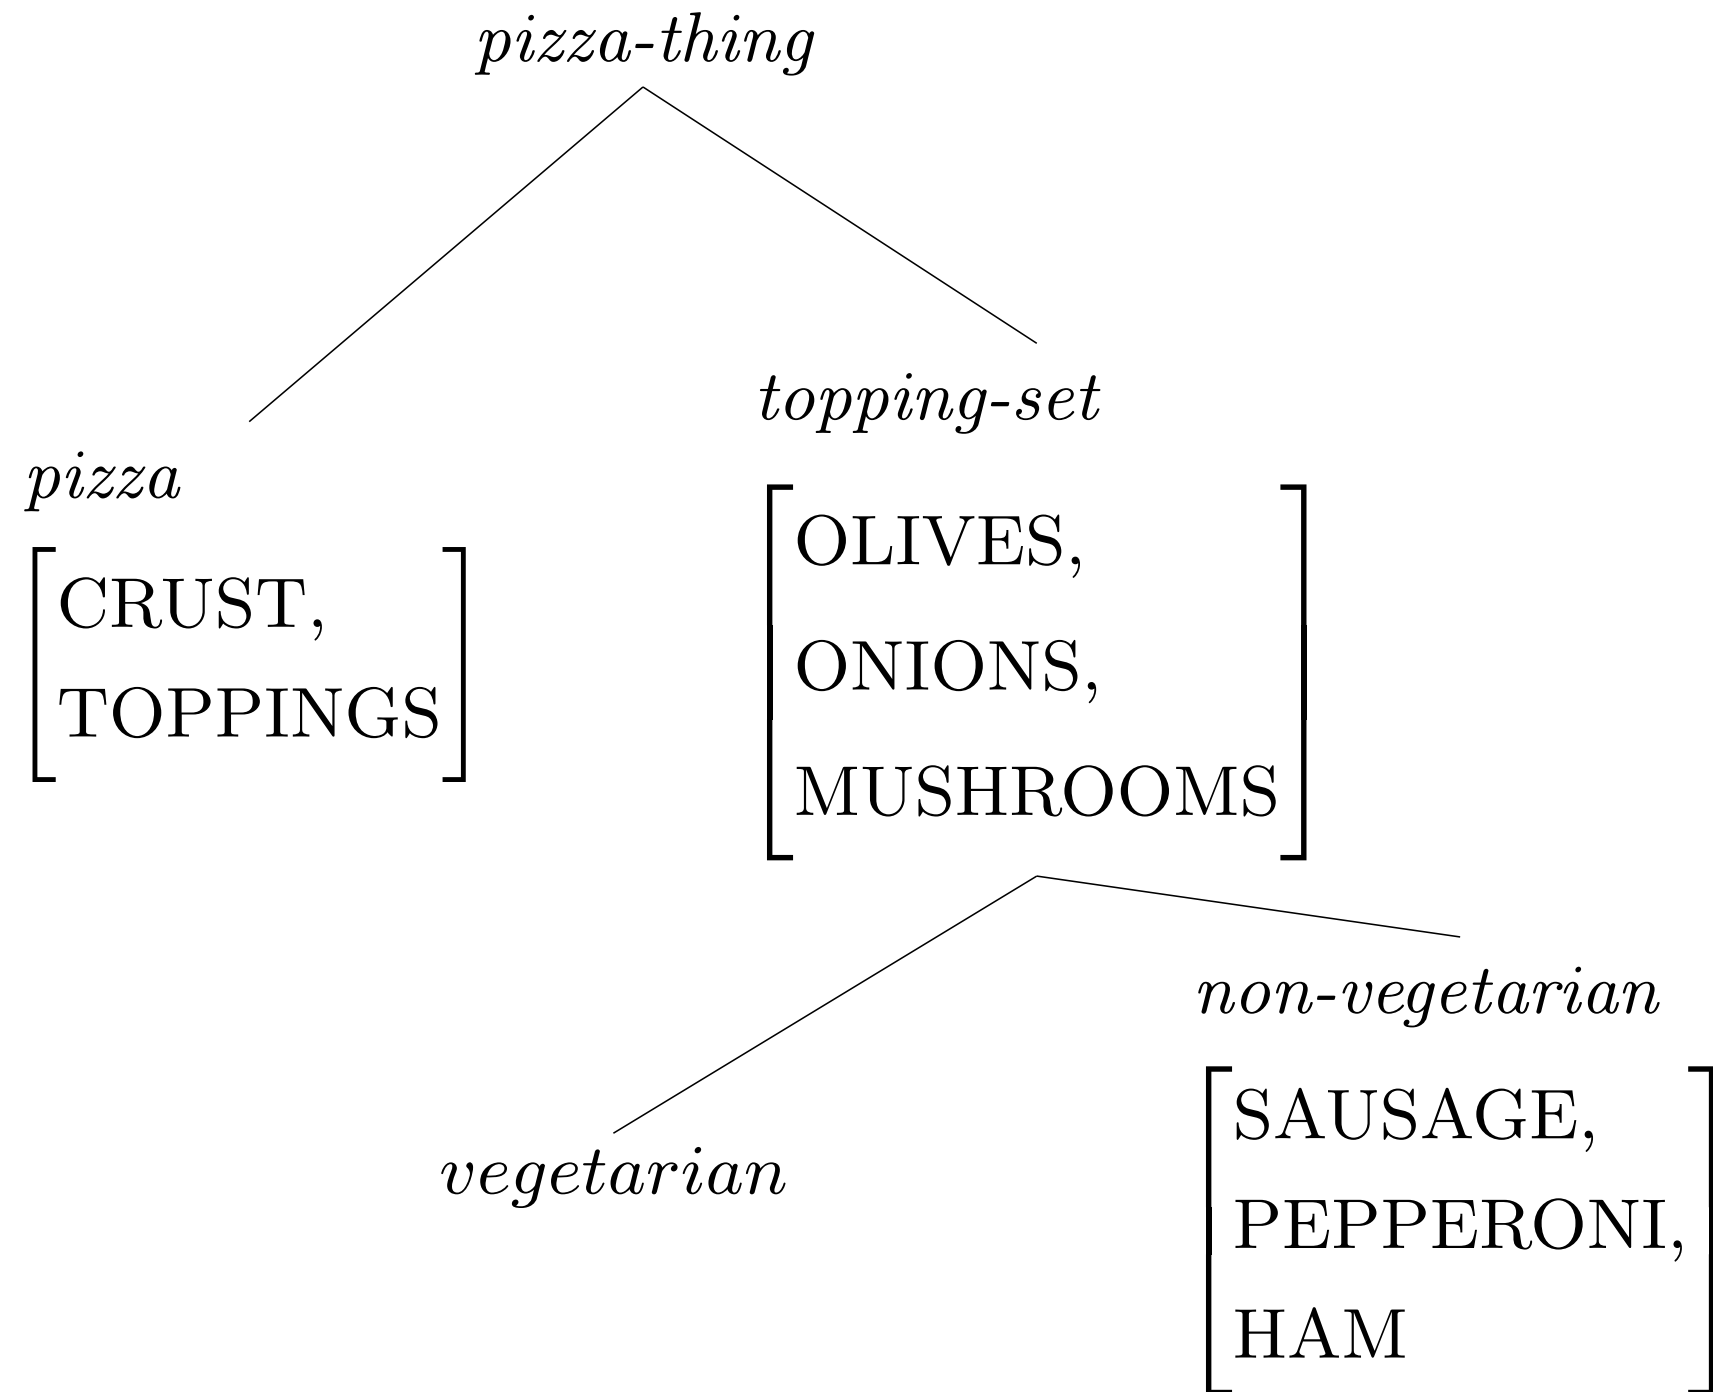 pizza-thing
pizza
CRUST,
TOPPINGS
topping-set
OLIVES,
ONIONS,
MUSHROOMS
vegetarian
non-vegetarian
SAUSAGE,
PEPPERONI,
HAM